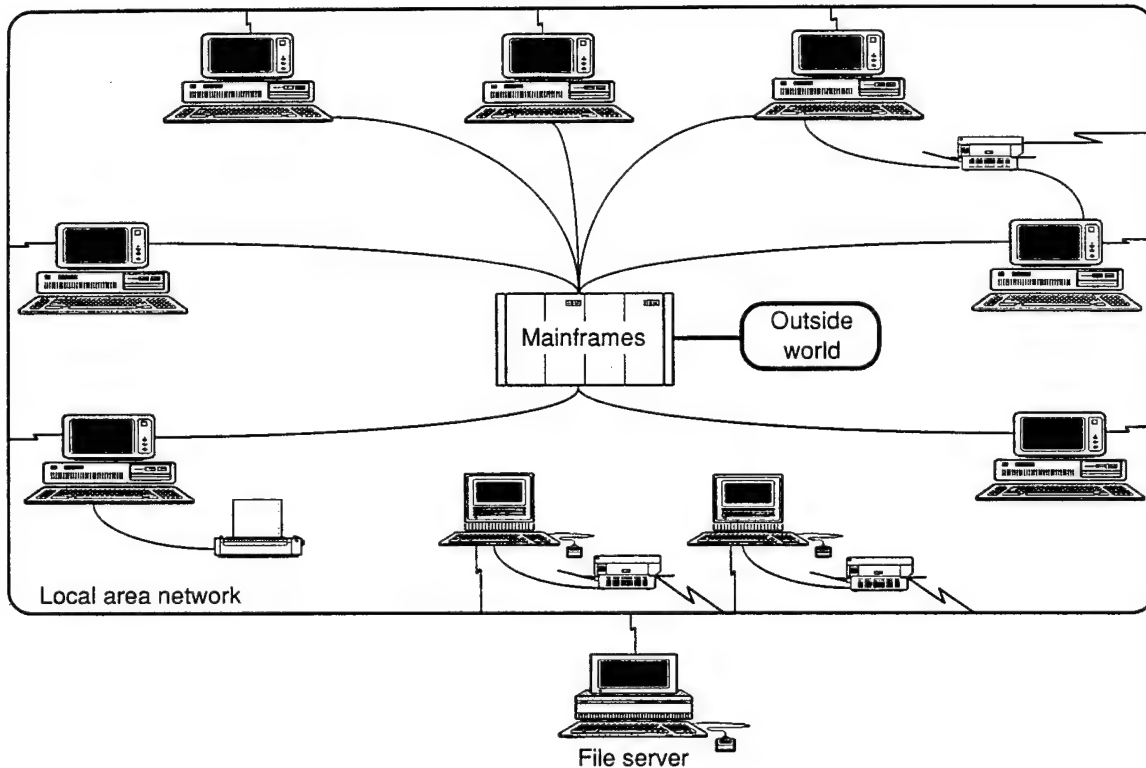 Mainframes
Outside
world
Local area network
File server